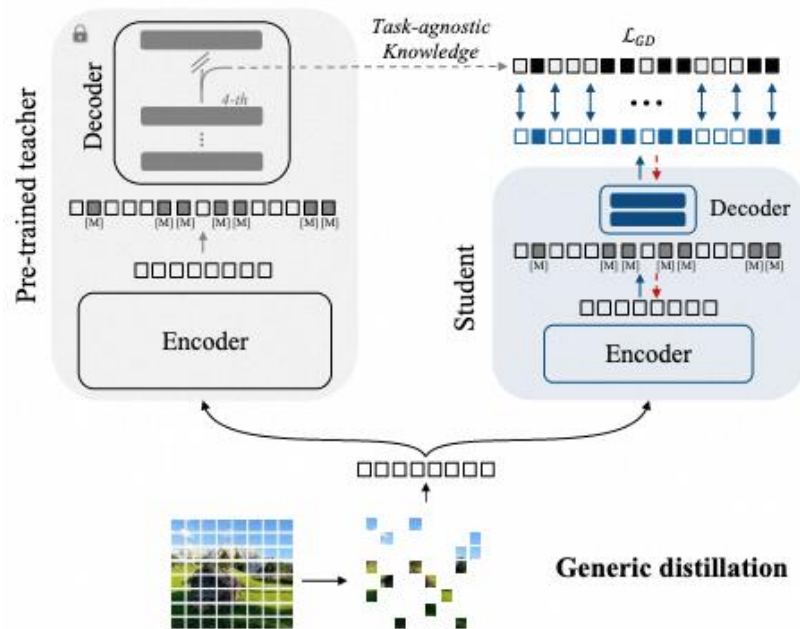 Task-agnostic
Knowledge
ℒGD
Pre-trained teacher
Decoder
4-th
[M] [M] [M] [M] [M] [M] [M]
Encoder
Student
Decoder
[M] [M] [M] [M] [M] [M] [M]
Encoder
Generic distillation